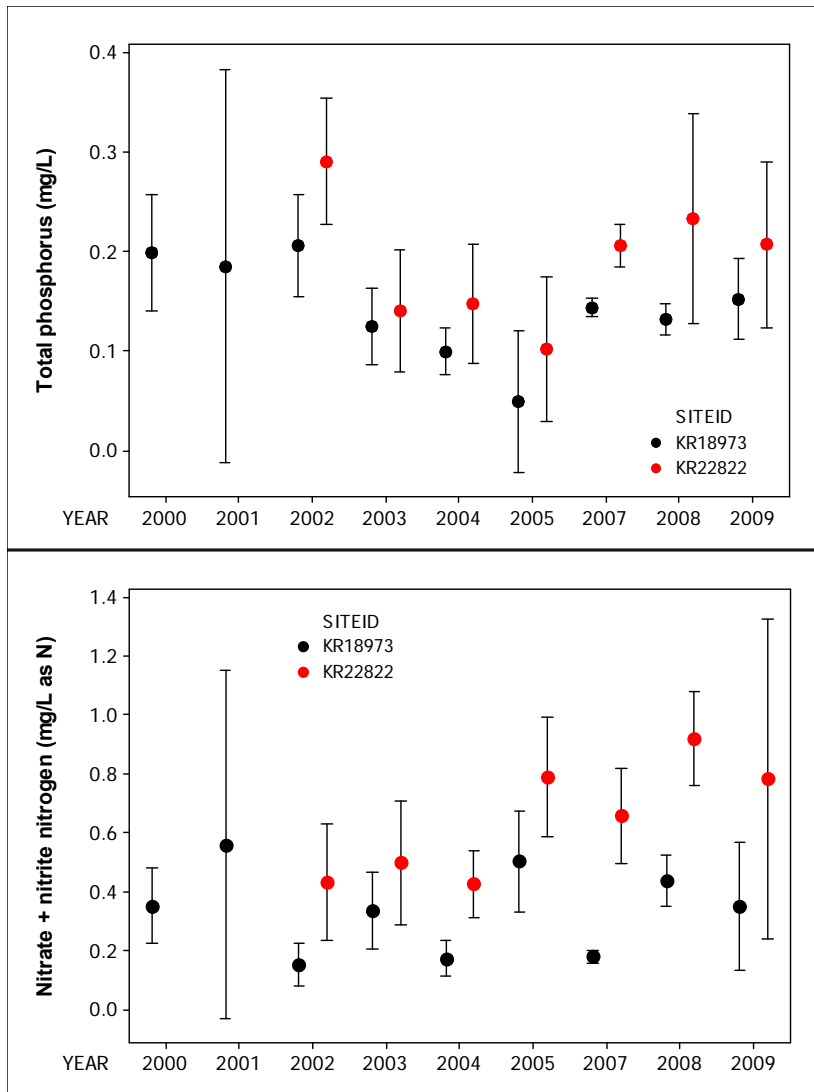 Total phosphorus (mg/L)
0.4
0.3
0.2
0.1
0.0
SITEID
KR18973
KR22822
YEAR 2000 2001 2002 2003 2004 2005 2007 2008 2009
Nitrate + nitrite nitrogen (mg/L as N)
1.4
1.2
1.0
0.8
0.6
0.4
0.2
0.0
SITEID
KR18973
KR22822
YEAR 2000 2001 2002 2003 2004 2005 2007 2008 2009